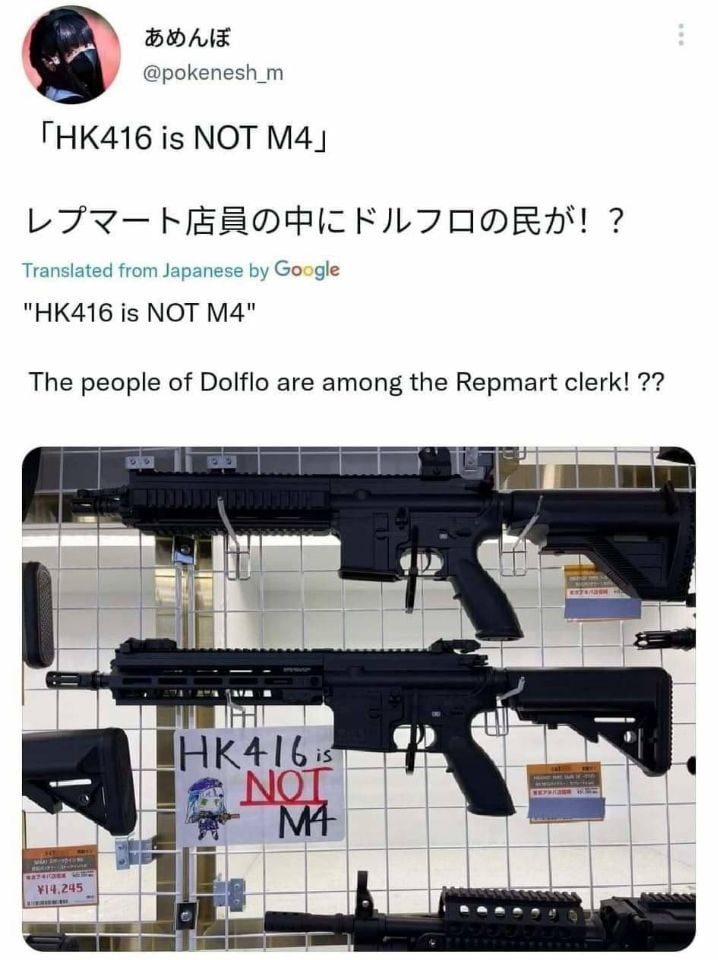 あめんぼ
@pokenesh_m
「HK416 is NOT M4」
レプマート店員の中にドルフロの民が！？
Translated from Japanese by Google
"HK416 is NOT M4"
The people of Dolflo are among the Repmart clerk! ??
HK416 is
NOT
M4
¥14,245